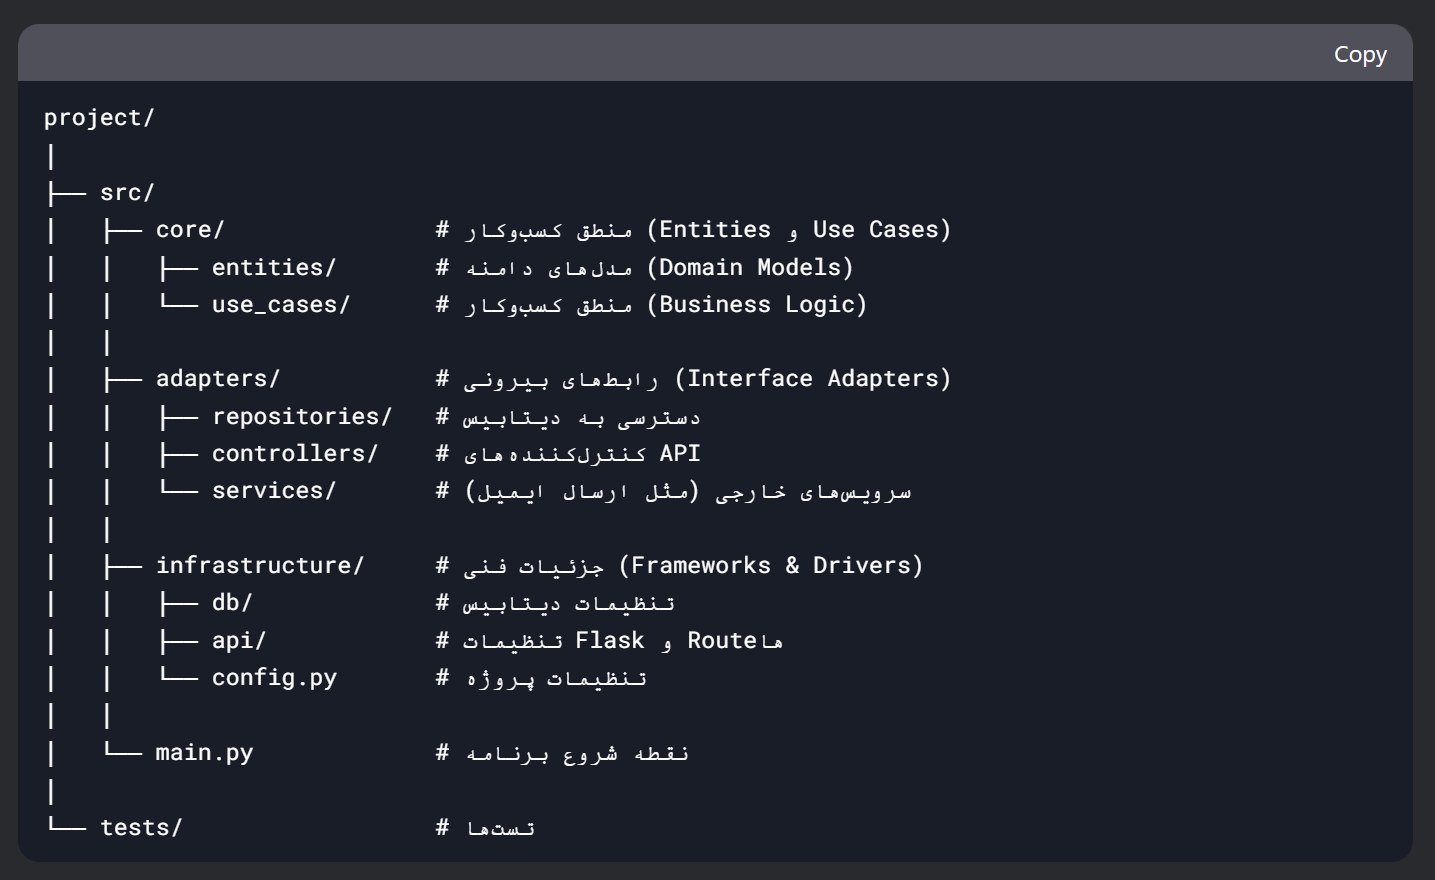 Copy
project/
│
├── src/
│   ├── core/               # منطق کسب‌وکار (Entities و Use Cases)
│   │   ├── entities/       # مدل‌های دامنه (Domain Models)
│   │   └── use_cases/      # منطق کسب‌وکار (Business Logic)
│   │
│   ├── adapters/           # رابط‌های بیرونی (Interface Adapters)
│   │   ├── repositories/   # دسترسی به دیتابیس
│   │   ├── controllers/    # کنترل‌کننده‌های API
│   │   └── services/       # سرویس‌های خارجی (مثل ارسال ایمیل)
│   │
│   ├── infrastructure/     # جزئیات فنی (Frameworks & Drivers)
│   │   ├── db/             # تنظیمات دیتابیس
│   │   ├── api/            # تنظیمات Flask و Routeها
│   │   └── config.py       # تنظیمات پروژه
│   │
│   └── main.py             # نقطه شروع برنامه
│
└── tests/                  # تست‌ها